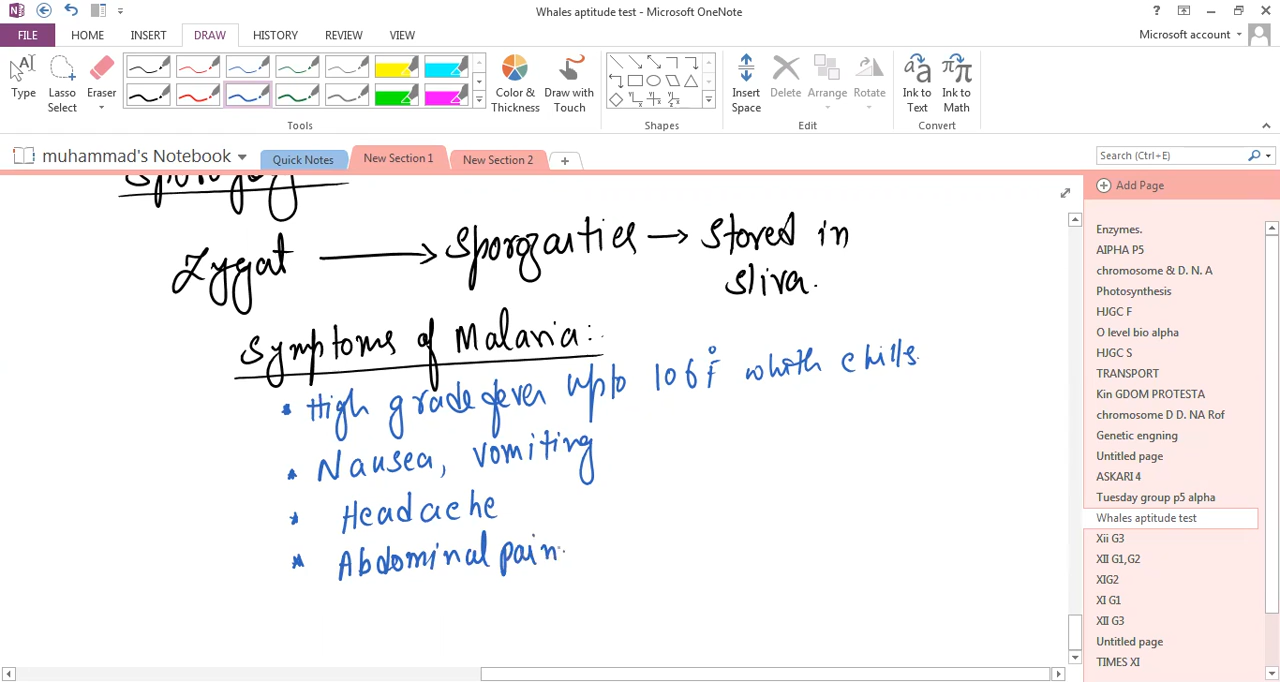 Whales aptitude test - Microsoft OneNote
FILE HOME INSERT DRAW HISTORY REVIEW VIEW
Microsoft account
Type Lasso Select Eraser Color & Thickness Draw with Touch Insert Space Delete Arrange Rotate Ink to Text Ink to Math
Tools Shapes Edit Convert
muhammad's Notebook Quick Notes New Section 1 New Section 2 Search (Ctrl+E)
Add Page
Zygat → Sporozaities → Stored in
sliva.
Symptoms of Malaria:-
• High grade fever upto 106°F whith chills.
• Nausea, vomiting
• Headache
• Abdominal pain
Enzymes.
AlPHA P5
chromosome & D. N. A
Photosynthesis
HJGC F
O level bio alpha
HJGC S
TRANSPORT
Kin GDOM PROTESTA
chromosome D D. NA Rof
Genetic engning
Untitled page
ASKARI 4
Tuesday group p5 alpha
Whales aptitude test
Xii G3
XII G1,G2
XIG2
XI G1
XII G3
Untitled page
TIMES XI